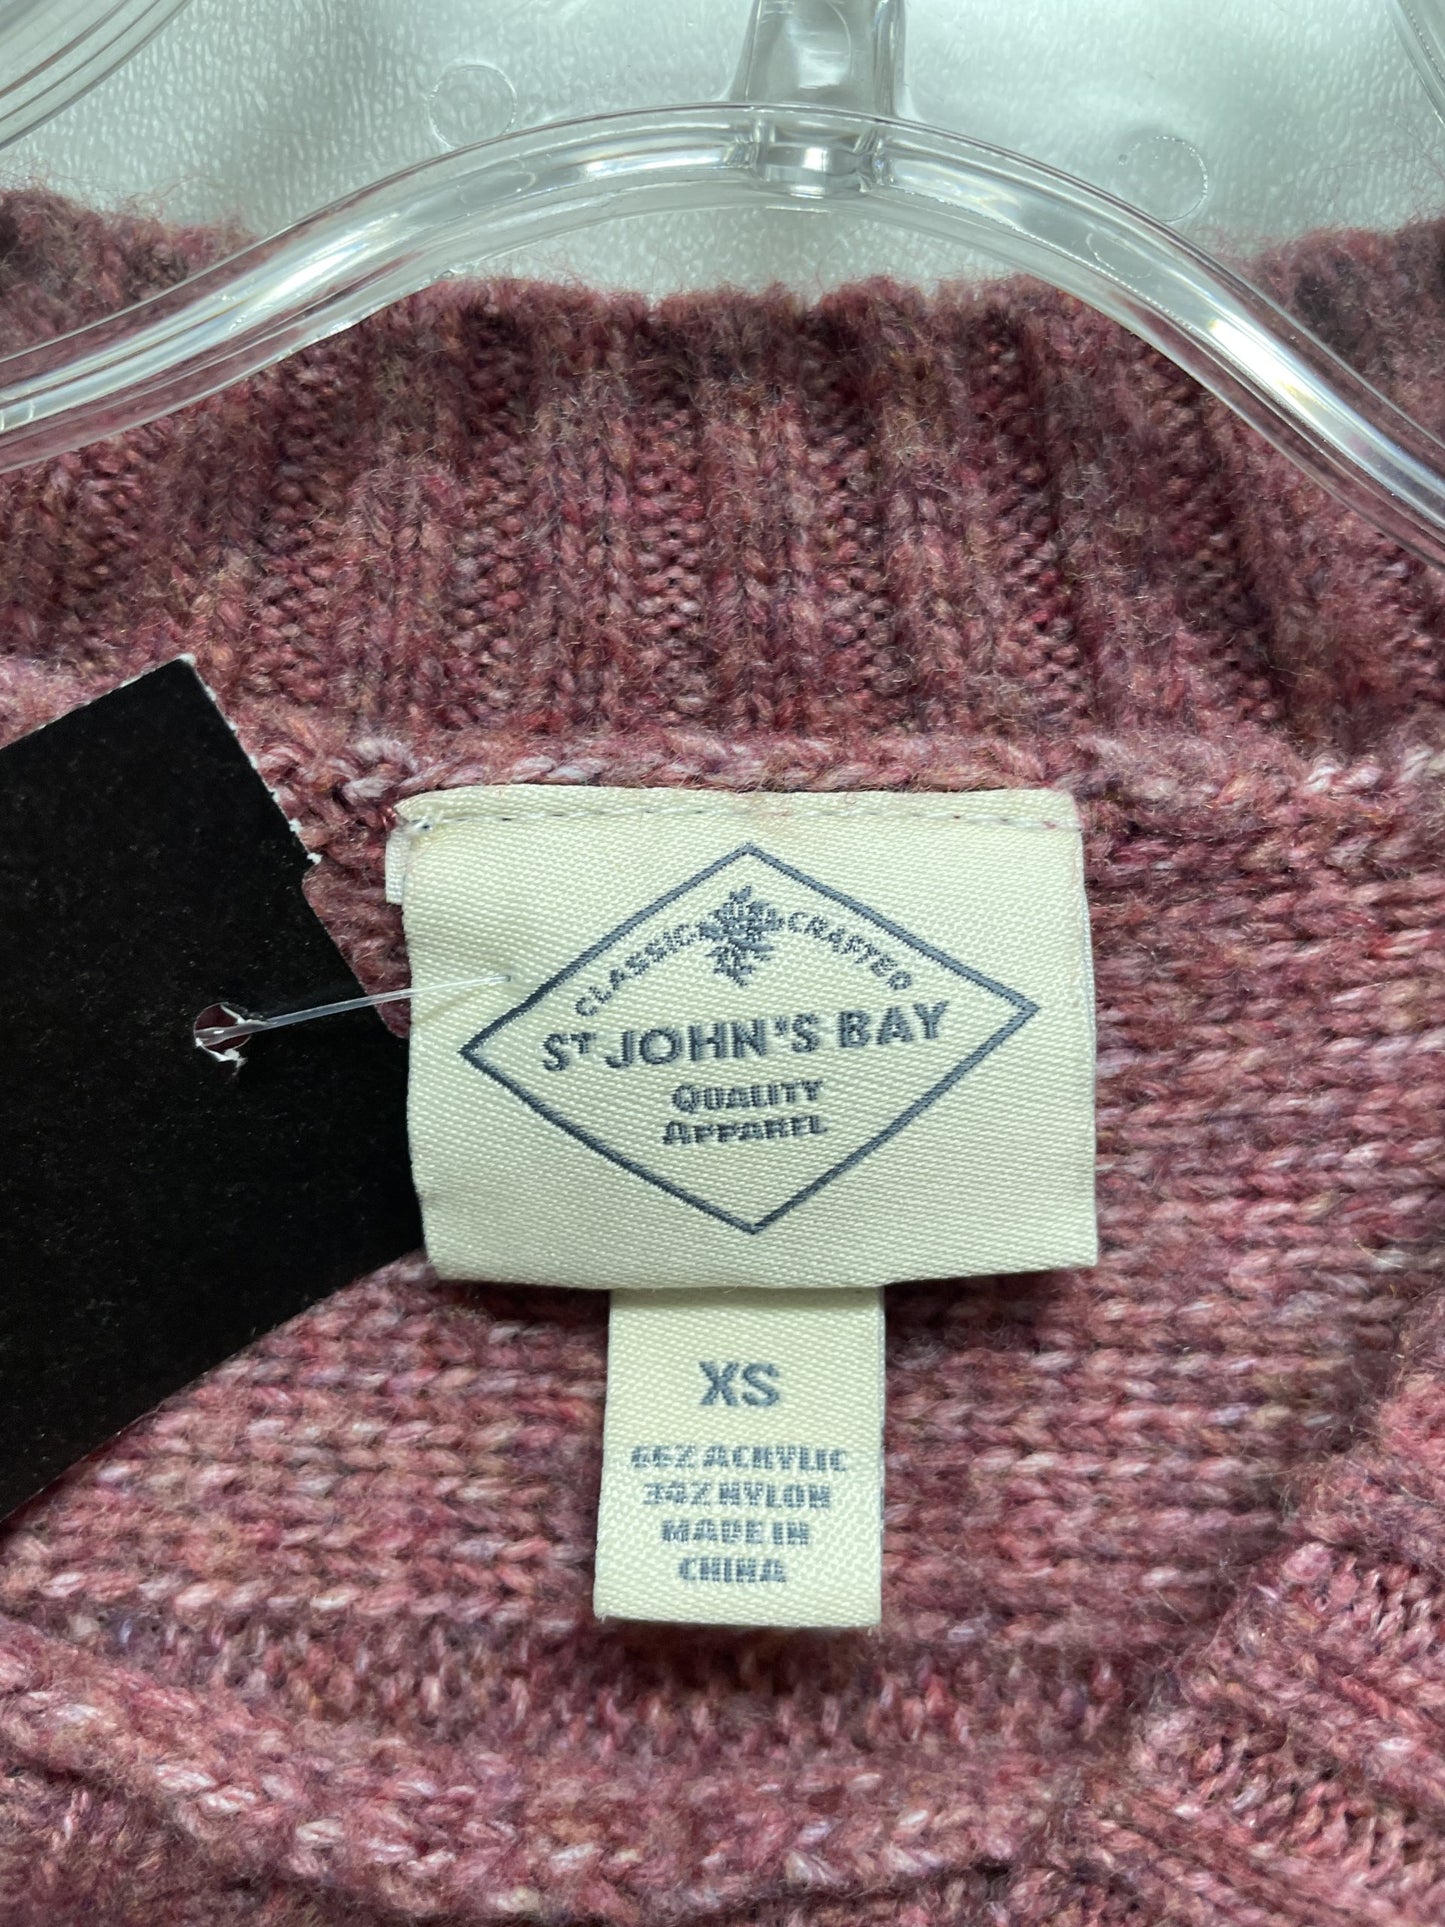 CLASSIC CRAFTED
ST JOHN'S BAY
QUALITY
APPAREL
XS
66% ACRYLIC
34% NYLON
MADE IN
CHINA